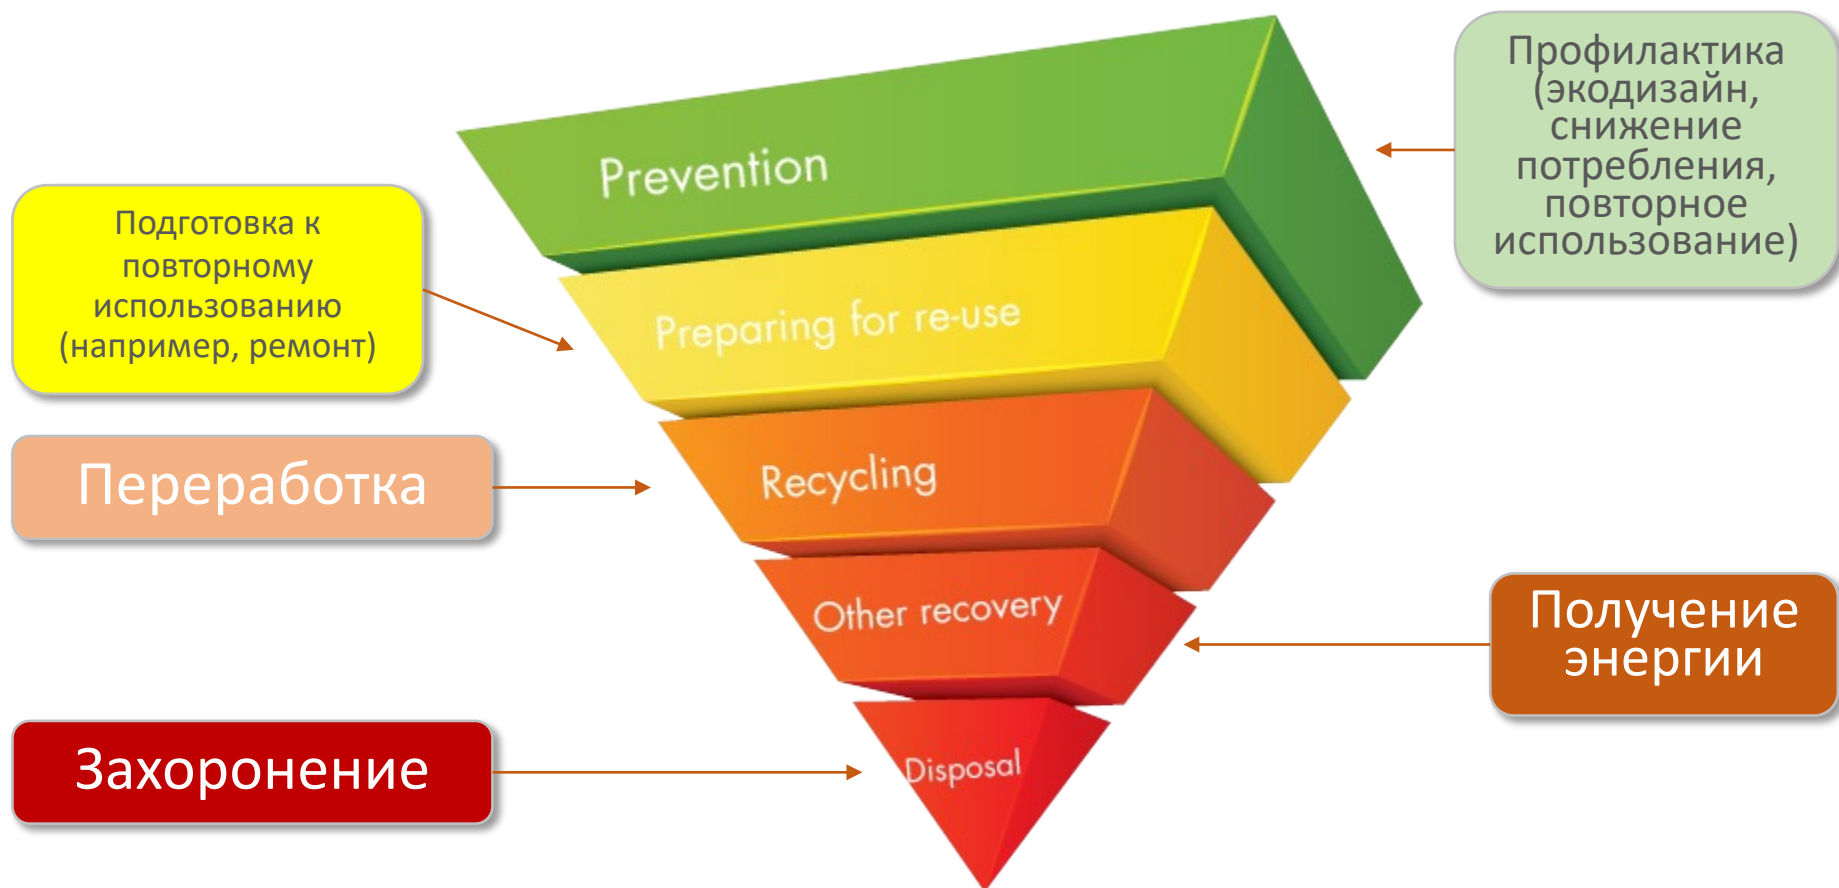 Prevention
Профилактика
(экодизайн,
снижение
потребления,
повторное
использование)
Подготовка к
повторному
использованию
(например, ремонт)
Preparing for re-use
Переработка
Recycling
Other recovery
Получение
энергии
Захоронение
Disposal